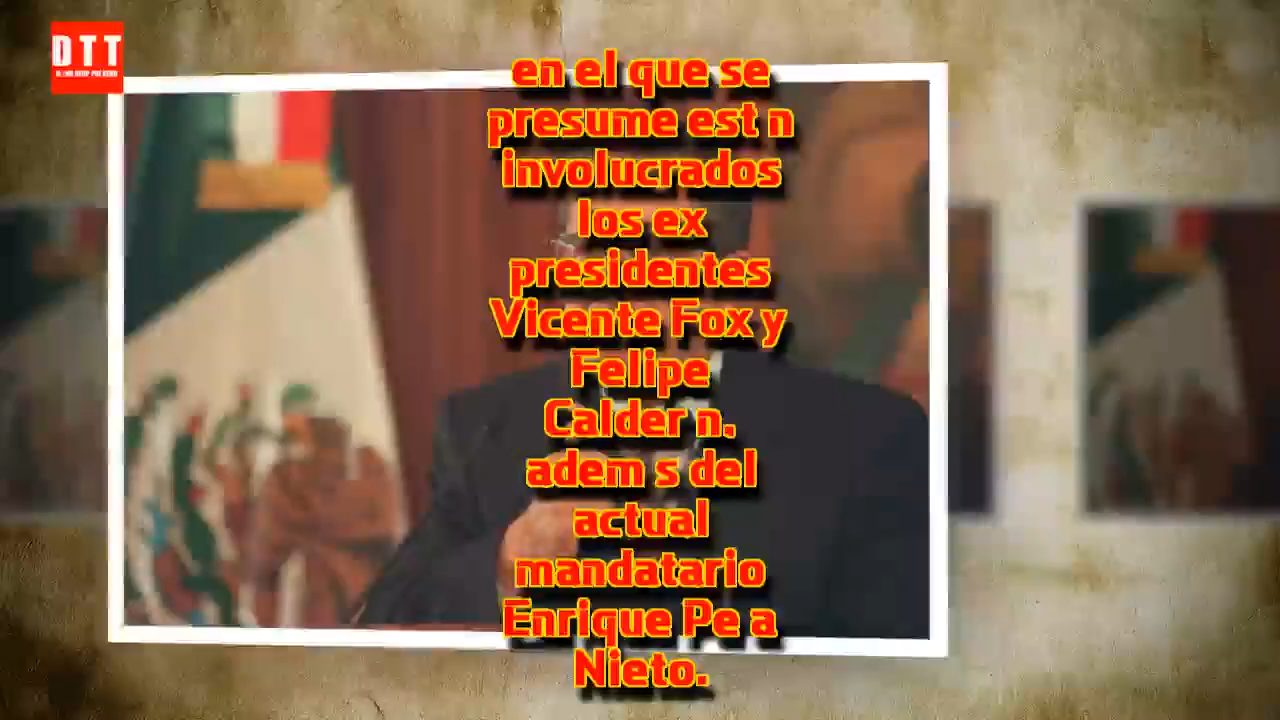 DTT
en el que se
presume est n
involucrados
los ex
presidentes
Vicente Fox y
Felipe
Calder n.
adem s del
actual
mandatario
Enrique Pe a
Nieto.